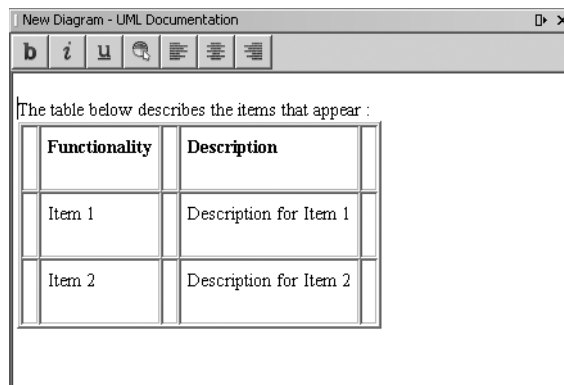 New Diagram - UML Documentation
b i u
The table below describes the items that appear :
Functionality Description
Item 1 Description for Item 1
Item 2 Description for Item 2